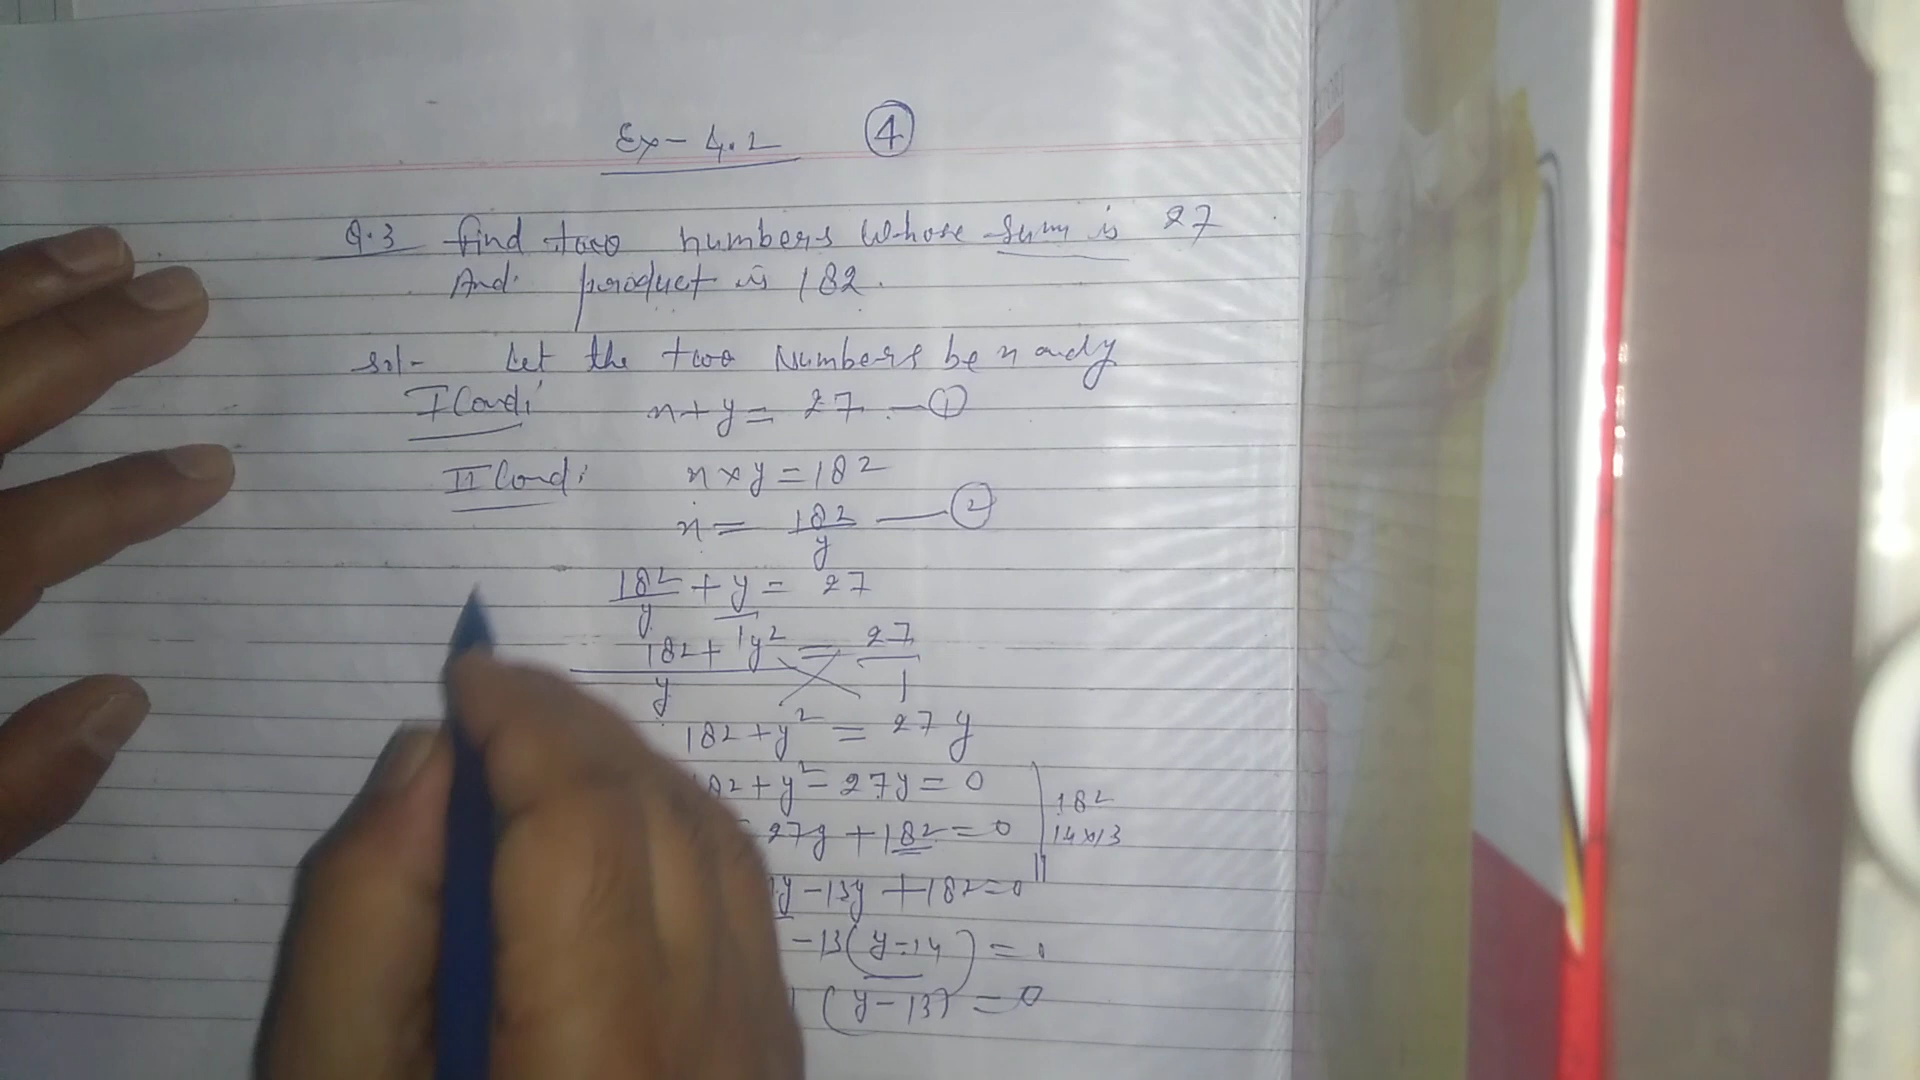 Ex- 4.2 ④
Q.3 find two numbers whose sum is 27
And product is 182.
Sol- Let the two Numbers be x and y
I Cond: x + y = 27 - ①
II Cond: x × y = 182
x = 182/y — ②
182/y + y/1 = 27
182 + y²/y = 27/1
182 + y² = 27y
182 + y² - 27y = 0
182
27y + 182 = 0
14×13
y - 13y + 182 = 0
- 13(y-14) = 0
(y - 13) = 0